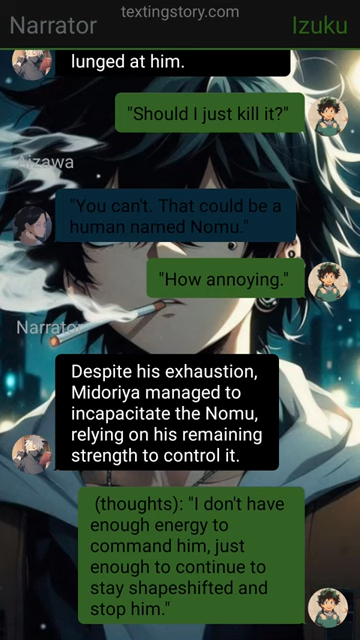 textingstory.com
Narrator
Izuku
lunged at him.
"Should I just kill it?"
Aizawa
"You can't. That could be a
human named Nomu."
"How annoying."
Narrator
Despite his exhaustion,
Midoriya managed to
incapacitate the Nomu,
relying on his remaining
strength to control it.
(thoughts): "I don't have
enough energy to
command him, just
enough to continue to
stay shapeshifted and
stop him."